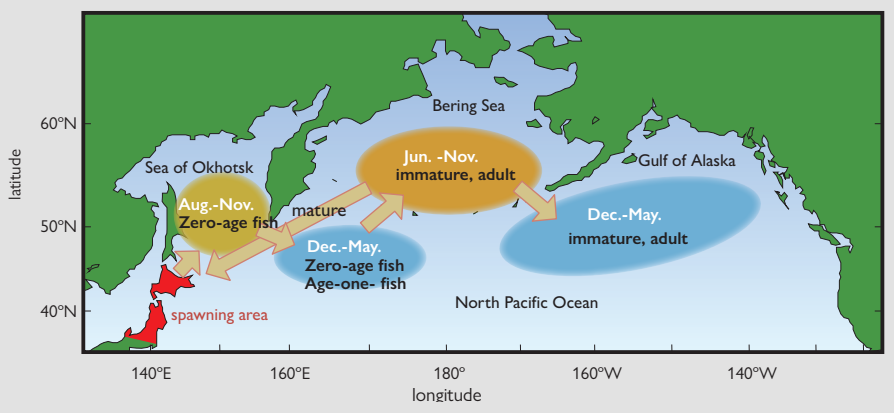 Bering Sea
60°N
Jun. -Nov.
immature, adult
Sea of Okhotsk
Gulf of Alaska
latitude
Aug.-Nov.
Zero-age fish
mature
50°N
Dec.-May.
immature, adult
Dec.-May.
Zero-age fish
Age-one- fish
North Pacific Ocean
40°N
spawning area
140°E
160°E
180°
160°W
140°W
longitude